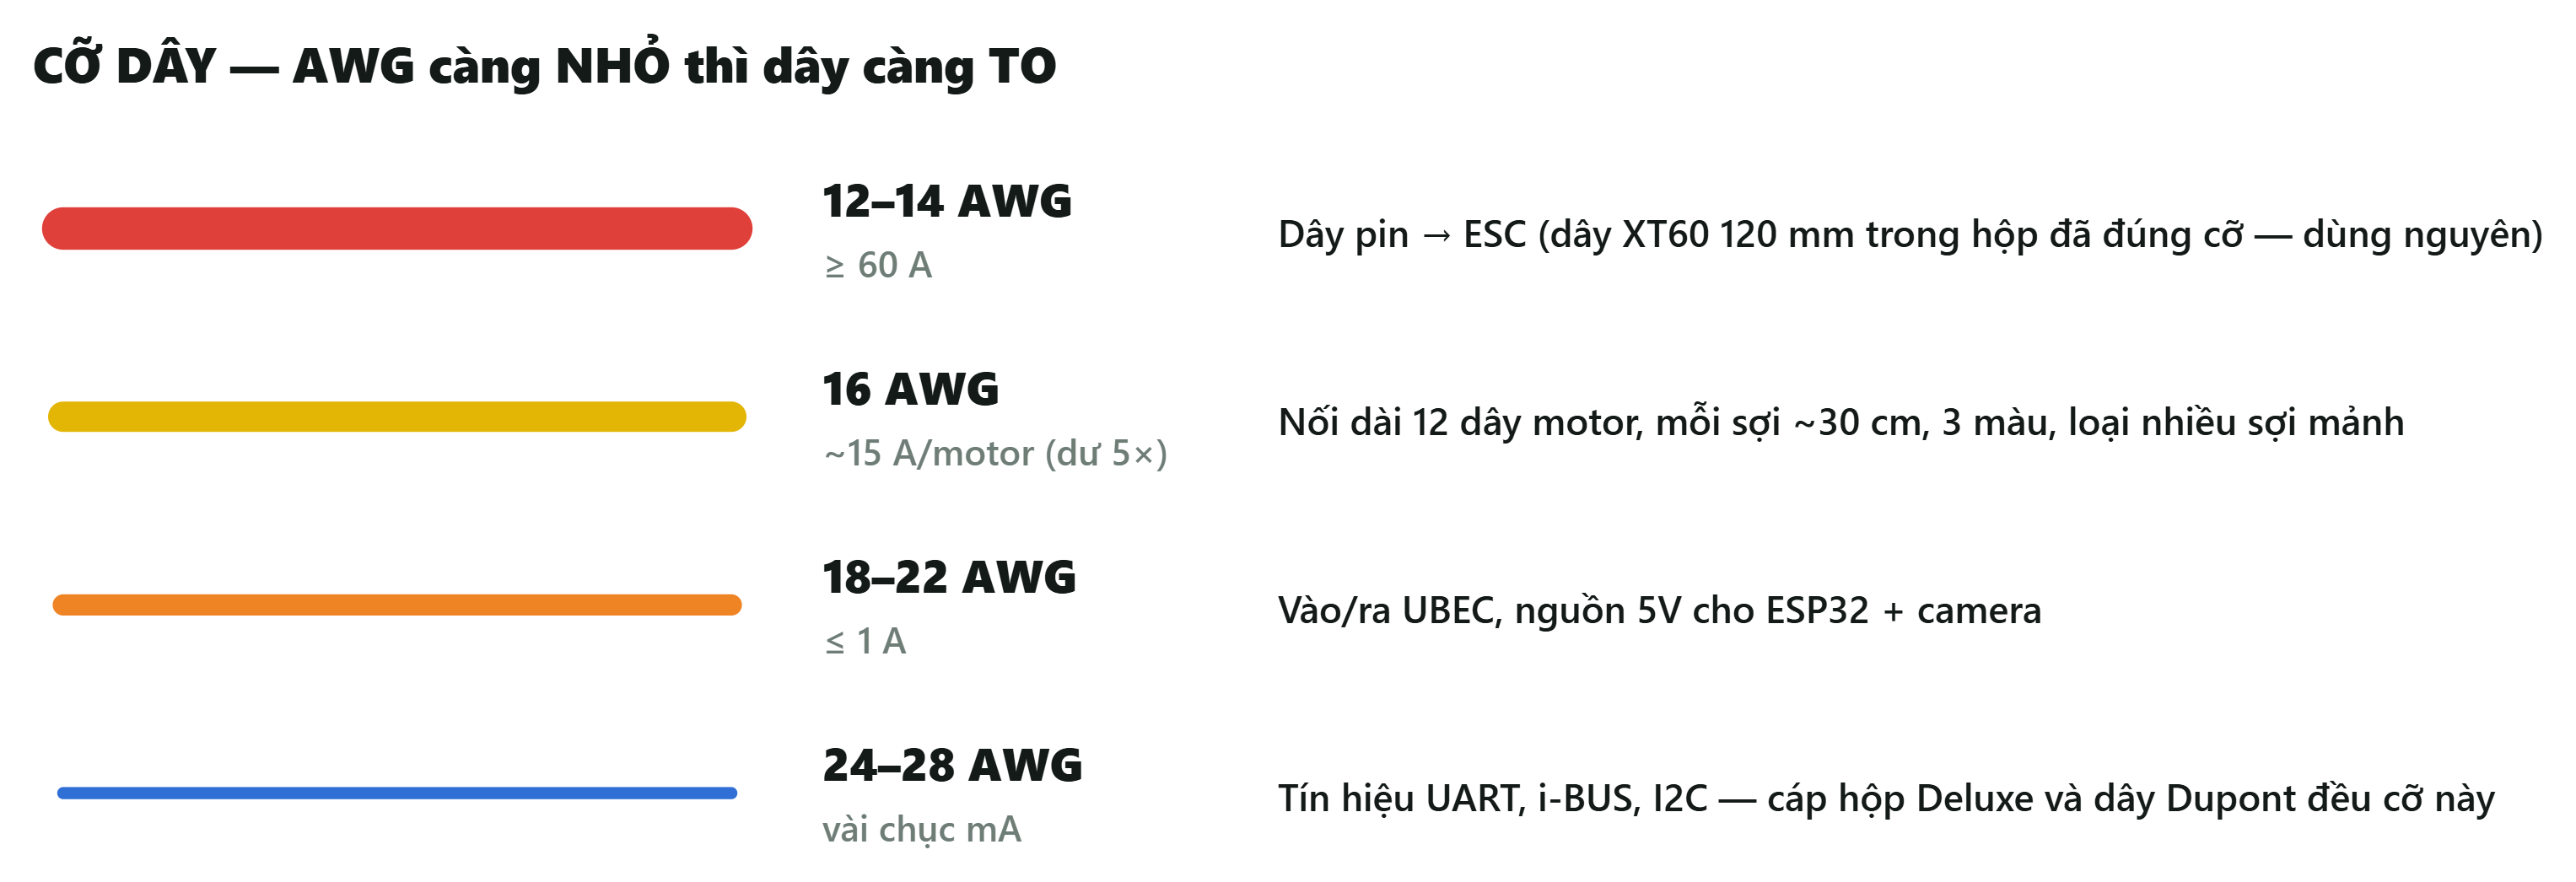 CỠ DÂY — AWG càng NHỎ thì dây càng TO
12–14 AWG
≥ 60 A
Dây pin → ESC (dây XT60 120 mm trong hộp đã đúng cỡ — dùng nguyên)
16 AWG
~15 A/motor (dư 5×)
Nối dài 12 dây motor, mỗi sợi ~30 cm, 3 màu, loại nhiều sợi mảnh
18–22 AWG
≤ 1 A
Vào/ra UBEC, nguồn 5V cho ESP32 + camera
24–28 AWG
vài chục mA
Tín hiệu UART, i-BUS, I2C — cáp hộp Deluxe và dây Dupont đều cỡ này